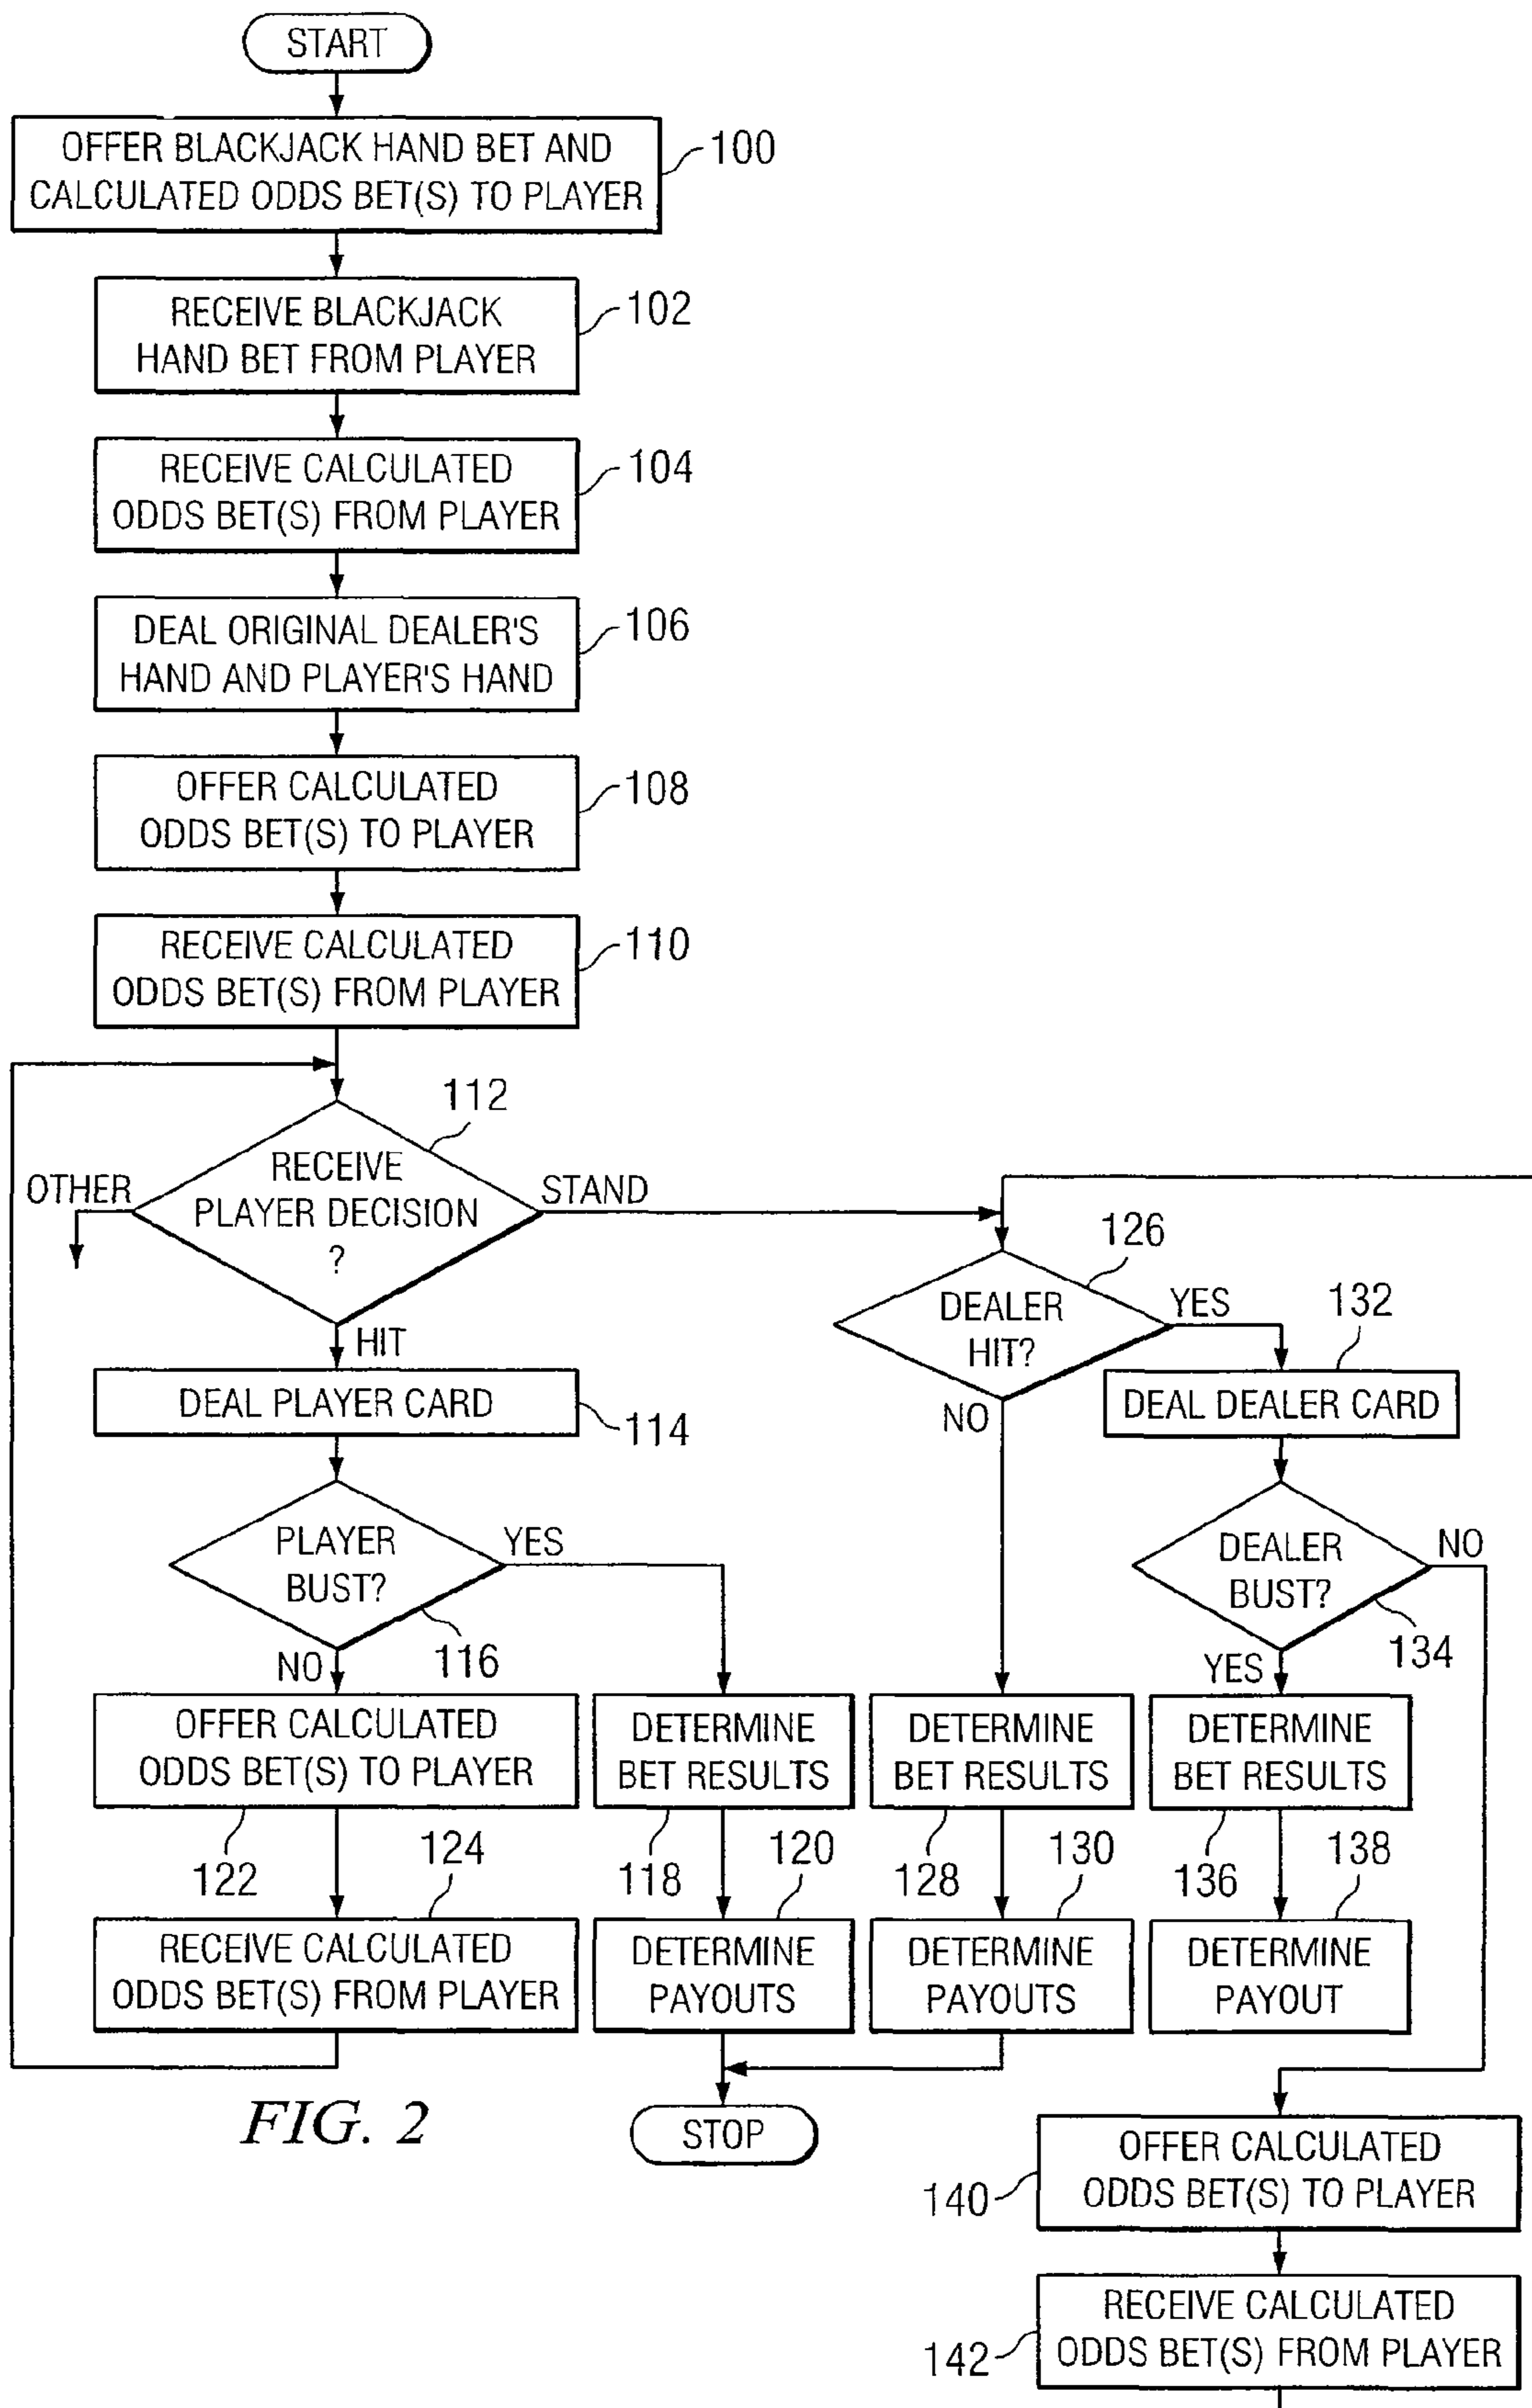 START
OFFER BLACKJACK HAND BET AND
CALCULATED ODDS BET(S) TO PLAYER
100
RECEIVE BLACKJACK
HAND BET FROM PLAYER
102
RECEIVE CALCULATED
ODDS BET(S) FROM PLAYER
104
DEAL ORIGINAL DEALER'S
HAND AND PLAYER'S HAND
106
OFFER CALCULATED
ODDS BET(S) TO PLAYER
108
RECEIVE CALCULATED
ODDS BET(S) FROM PLAYER
110
112
RECEIVE
PLAYER DECISION
?
OTHER
STAND
HIT
DEAL PLAYER CARD
114
PLAYER
BUST?
YES
116
NO
OFFER CALCULATED
ODDS BET(S) TO PLAYER
122
124
RECEIVE CALCULATED
ODDS BET(S) FROM PLAYER
DETERMINE
BET RESULTS
118
120
DETERMINE
PAYOUTS
126
DEALER
HIT?
YES
NO
132
DEAL DEALER CARD
DEALER
BUST?
NO
134
YES
DETERMINE
BET RESULTS
128
130
DETERMINE
PAYOUTS
DETERMINE
BET RESULTS
136
138
DETERMINE
PAYOUT
STOP
FIG. 2
OFFER CALCULATED
ODDS BET(S) TO PLAYER
140
RECEIVE CALCULATED
ODDS BET(S) FROM PLAYER
142